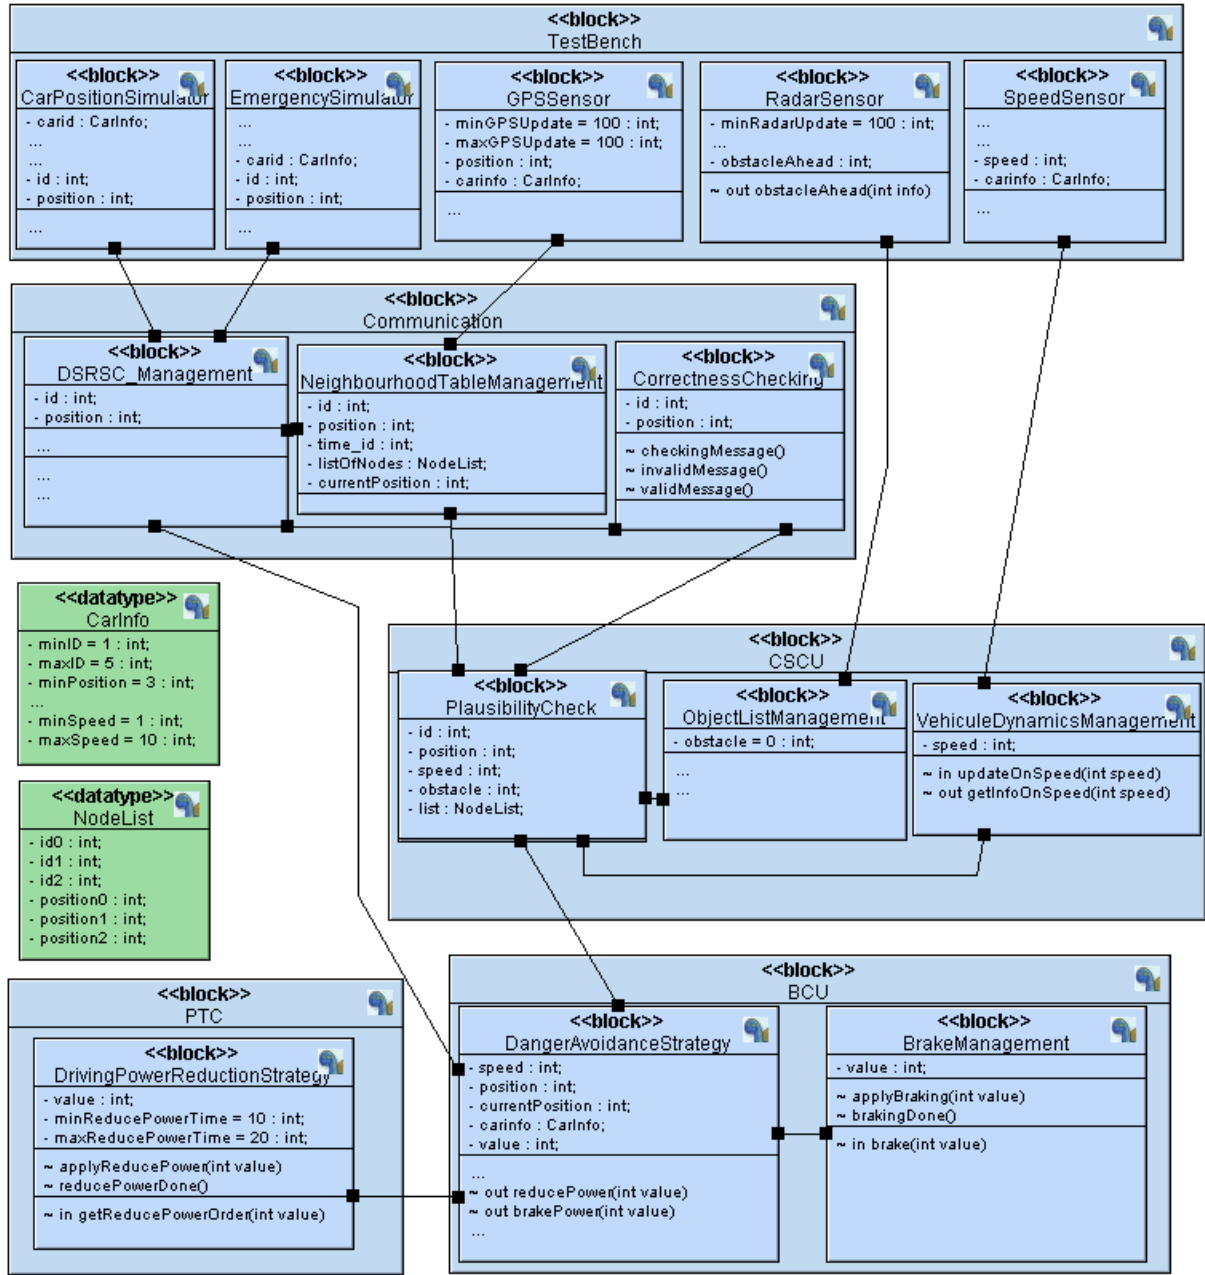 <<block>>
TestBench
<<block>>
CarPositionSimulator
- carid : CarInfo;
...
...
- id : int;
- position : int;
...
<<block>>
EmergencySimulator
...
...
- carid : CarInfo;
- id : int;
- position : int;
...
<<block>>
GPSSensor
- minGPSUpdate = 100 : int;
- maxGPSUpdate = 100 : int;
- position : int;
- carinfo : CarInfo;
...
<<block>>
RadarSensor
- minRadarUpdate = 100 : int;
...
- obstacleAhead : int;
~ out obstacleAhead(int info)
<<block>>
SpeedSensor
...
...
- speed : int;
- carinfo : CarInfo;
...
<<block>>
Communication
<<block>>
DSRSC_Management
- id : int;
- position : int;
...
...
...
<<block>>
NeighbourhoodTableManagement
- id : int;
- position : int;
- time_id : int;
- listOfNodes : NodeList;
- currentPosition : int;
<<block>>
CorrectnessChecking
- id : int;
- position : int;
~ checkingMessage()
~ invalidMessage()
~ validMessage()
<<datatype>>
CarInfo
- minID = 1 : int;
- maxID = 5 : int;
- minPosition = 3 : int;
...
- minSpeed = 1 : int;
- maxSpeed = 10 : int;
<<datatype>>
NodeList
- id0 : int;
- id1 : int;
- id2 : int;
- position0 : int;
- position1 : int;
- position2 : int;
<<block>>
CSCU
<<block>>
PlausibilityCheck
- id : int;
- position : int;
- speed : int;
- obstacle : int;
- list : NodeList;
<<block>>
ObjectListManagement
- obstacle = 0 : int;
...
...
<<block>>
VehiculeDynamicsManagement
- speed : int;
~ in updateOnSpeed(int speed)
~ out getInfoOnSpeed(int speed)
<<block>>
PTC
<<block>>
DrivingPowerReductionStrategy
- value : int;
- minReducePowerTime = 10 : int;
- maxReducePowerTime = 20 : int;
~ applyReducePower(int value)
~ reducePowerDone()
~ in getReducePowerOrder(int value)
<<block>>
BCU
<<block>>
DangerAvoidanceStrategy
- speed : int;
- position : int;
- currentPosition : int;
- carinfo : CarInfo;
- value : int;
...
~ out reducePower(int value)
~ out brakePower(int value)
...
<<block>>
BrakeManagement
- value : int;
~ applyBraking(int value)
~ brakingDone()
~ in brake(int value)